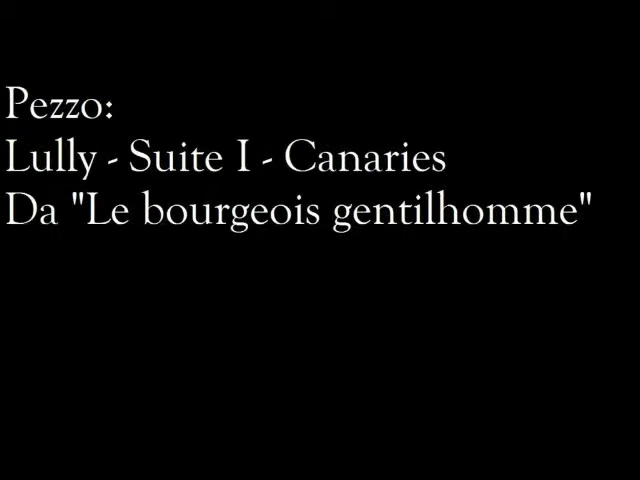 Pezzo:
Lully - Suite I - Canaries
Da "Le bourgeois gentilhomme"